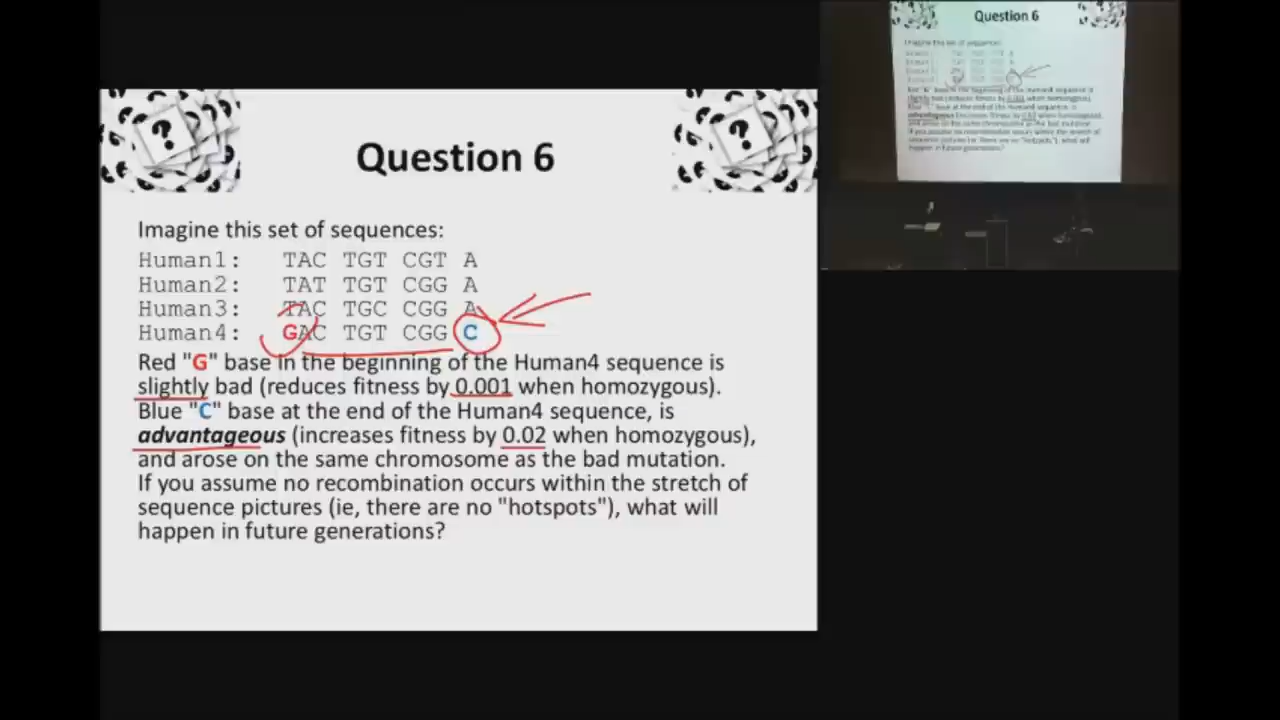 Question 6
Imagine this set of sequences:
Human1: TAC TGT CGT A
Human2: TAT TGT CGG A
Human3: TAC TGC CGG A
Human4: GAC TGT CGG C
Red "G" base in the beginning of the Human4 sequence is
slightly bad (reduces fitness by 0.001 when homozygous).
Blue "C" base at the end of the Human4 sequence, is
advantageous (increases fitness by 0.02 when homozygous),
and arose on the same chromosome as the bad mutation.
If you assume no recombination occurs within the stretch of
sequence pictures (ie, there are no "hotspots"), what will
happen in future generations?
Question 6